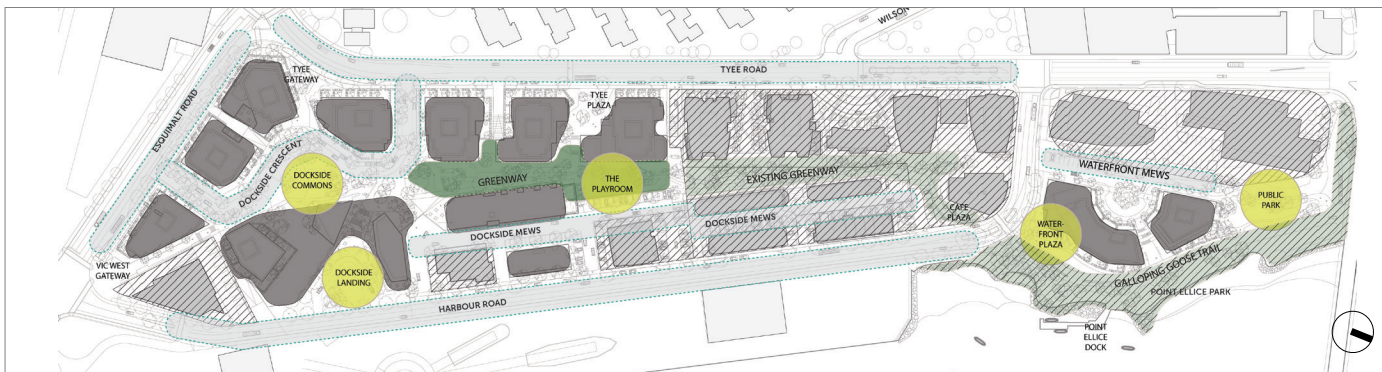 WILSON
TYEE ROAD
TYEE
GATEWAY
TYEE
PLAZA
ESQUIMALT ROAD
DOCKSIDE CRESCENT
DOCKSIDE
COMMONS
GREENWAY
THE
PLAYROOM
EXISTING GREENWAY
WATERFRONT MEWS
PUBLIC
PARK
CAFE
PLAZA
DOCKSIDE MEWS
DOCKSIDE MEWS
WATER-
FRONT
PLAZA
VIC WEST
GATEWAY
DOCKSIDE
LANDING
GALLOPING GOOSE TRAIL
POINT ELLICE PARK
HARBOUR ROAD
POINT
ELLICE
DOCK